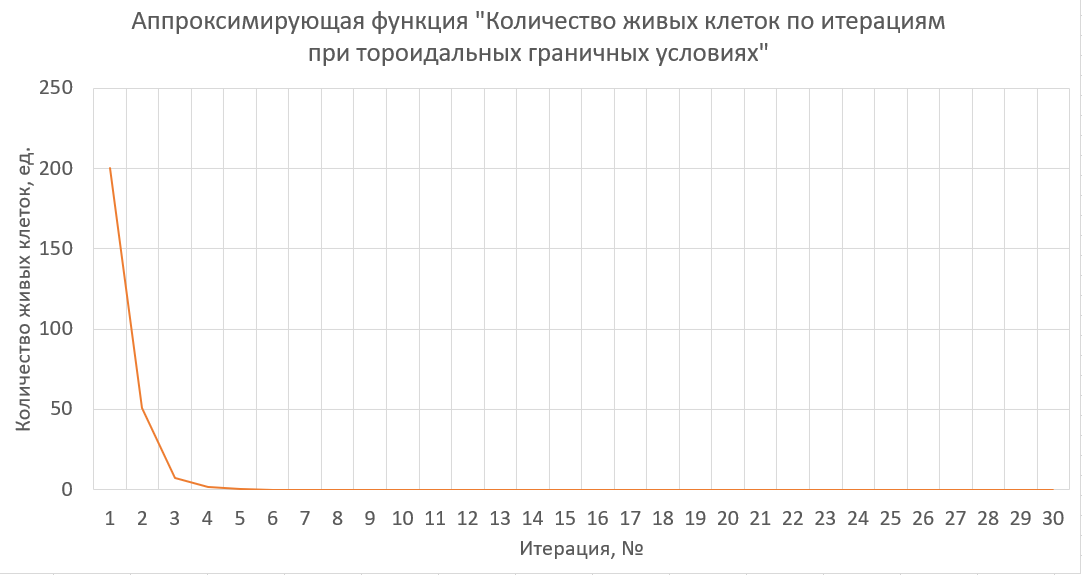 Аппроксимирующая функция "Количество живых клеток по итерациям
при тороидальных граничных условиях"
Количество живых клеток, ед.
250
200
150
100
50
0
1 2 3 4 5 6 7 8 9 10 11 12 13 14 15 16 17 18 19 20 21 22 23 24 25 26 27 28 29 30
Итерация, №